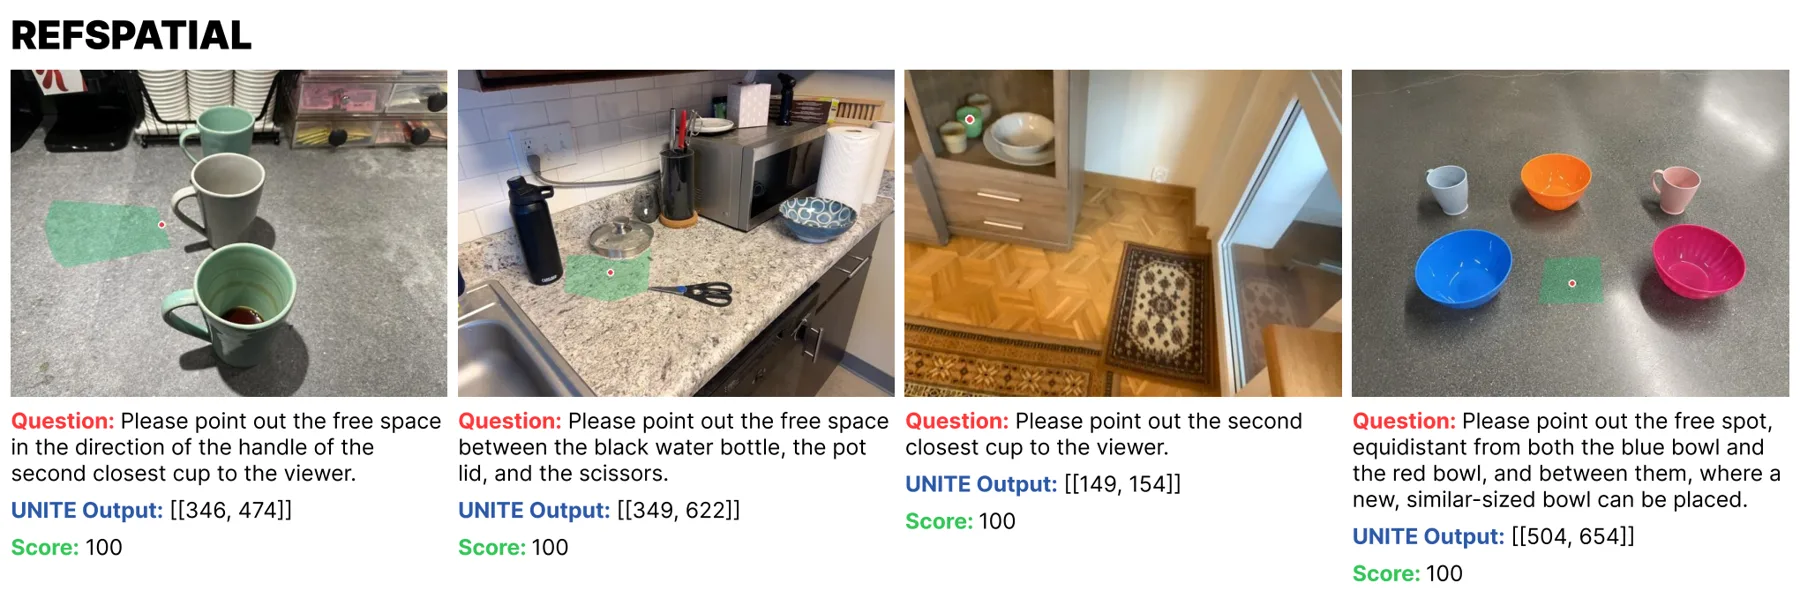 REFSPATIAL
Question: Please point out the free space
in the direction of the handle of the
second closest cup to the viewer.
UNITE Output: [[346, 474]]
Score: 100
Question: Please point out the free space
between the black water bottle, the pot
lid, and the scissors.
UNITE Output: [[349, 622]]
Score: 100
Question: Please point out the second
closest cup to the viewer.
UNITE Output: [[149, 154]]
Score: 100
Question: Please point out the free spot,
equidistant from both the blue bowl and
the red bowl, and between them, where a
new, similar-sized bowl can be placed.
UNITE Output: [[504, 654]]
Score: 100